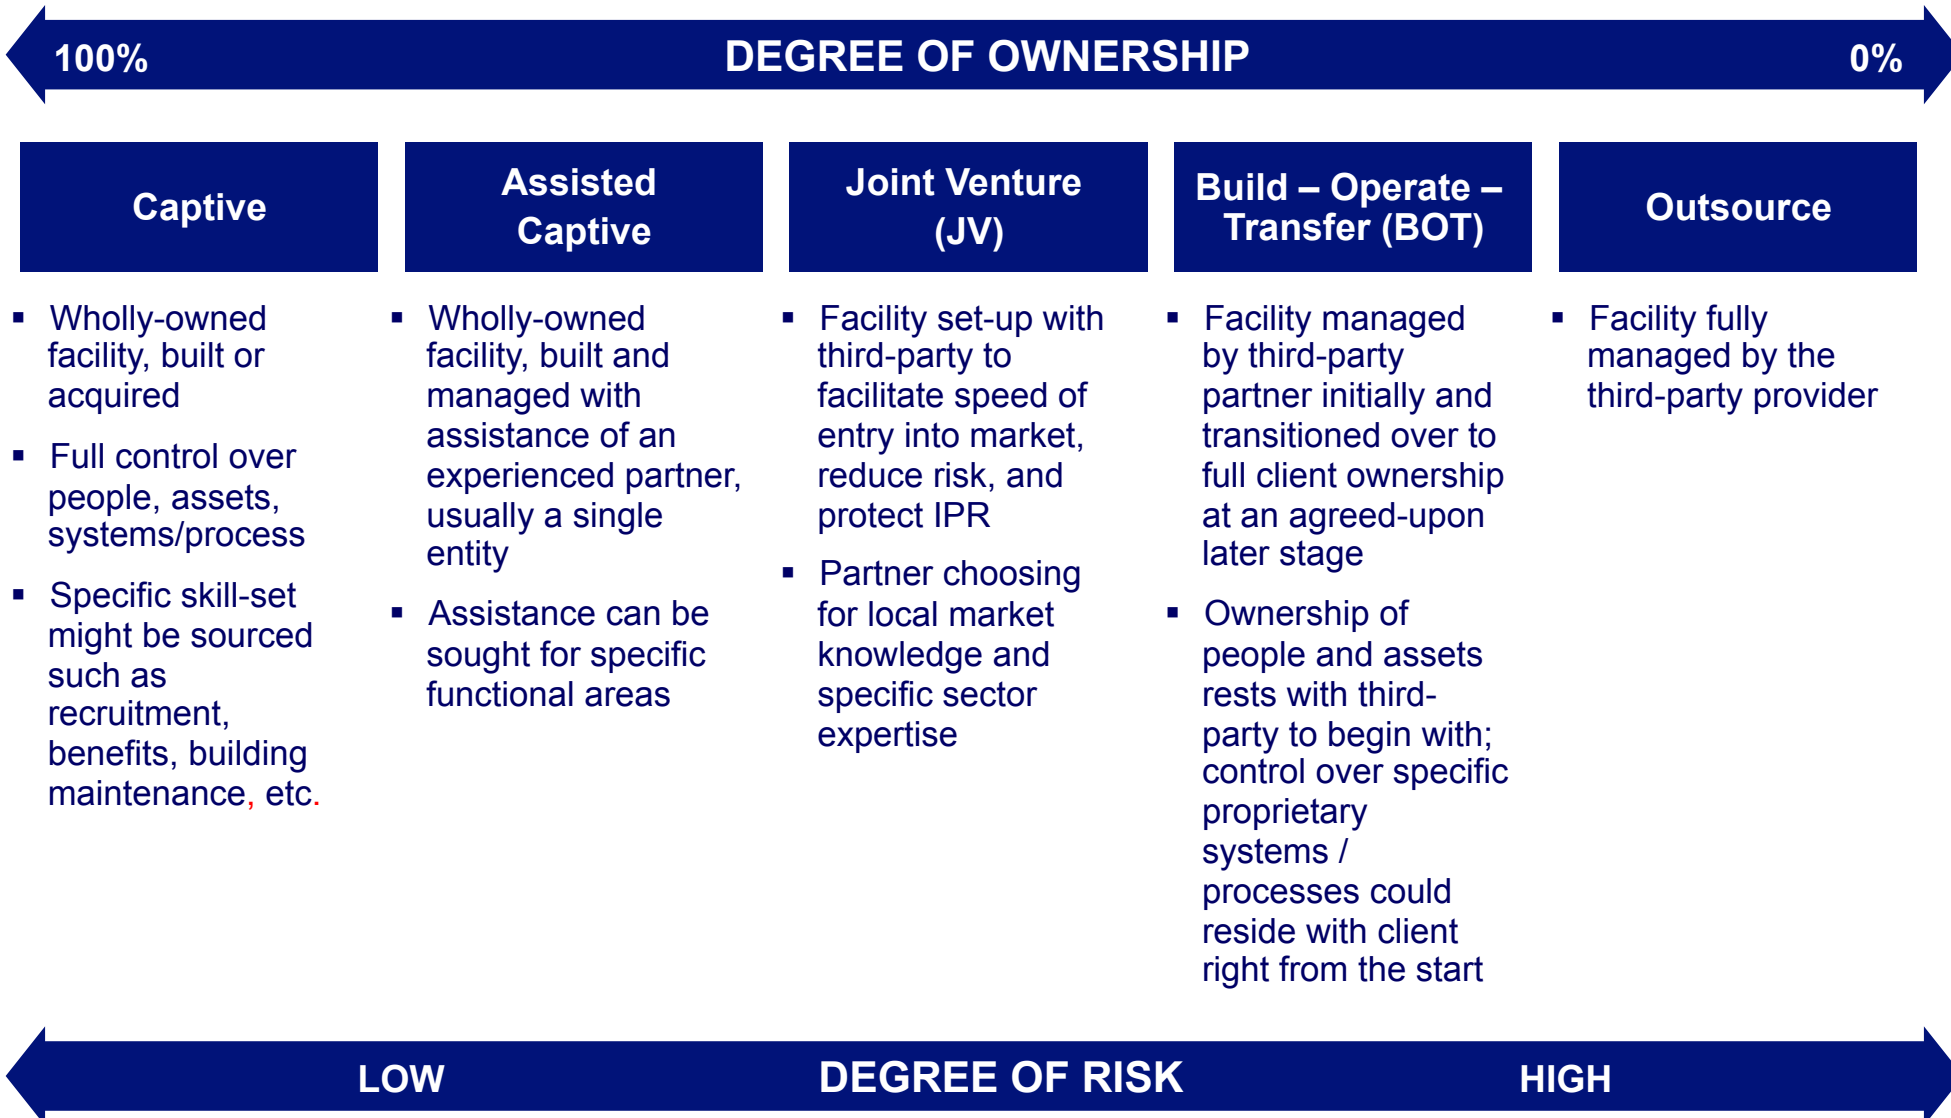 100% DEGREE OF OWNERSHIP 0%
Captive
▪ Wholly-owned
facility, built or
acquired
▪ Full control over
people, assets,
systems/process
▪ Specific skill-set
might be sourced
such as
recruitment,
benefits, building
maintenance, etc.
Assisted
Captive
▪ Wholly-owned
facility, built and
managed with
assistance of an
experienced partner,
usually a single
entity
▪ Assistance can be
sought for specific
functional areas
Joint Venture
(JV)
▪ Facility set-up with
third-party to
facilitate speed of
entry into market,
reduce risk, and
protect IPR
▪ Partner choosing
for local market
knowledge and
specific sector
expertise
Build – Operate –
Transfer (BOT)
▪ Facility managed
by third-party
partner initially and
transitioned over to
full client ownership
at an agreed-upon
later stage
▪ Ownership of
people and assets
rests with third-
party to begin with;
control over specific
proprietary
systems /
processes could
reside with client
right from the start
Outsource
▪ Facility fully
managed by the
third-party provider
LOW DEGREE OF RISK HIGH